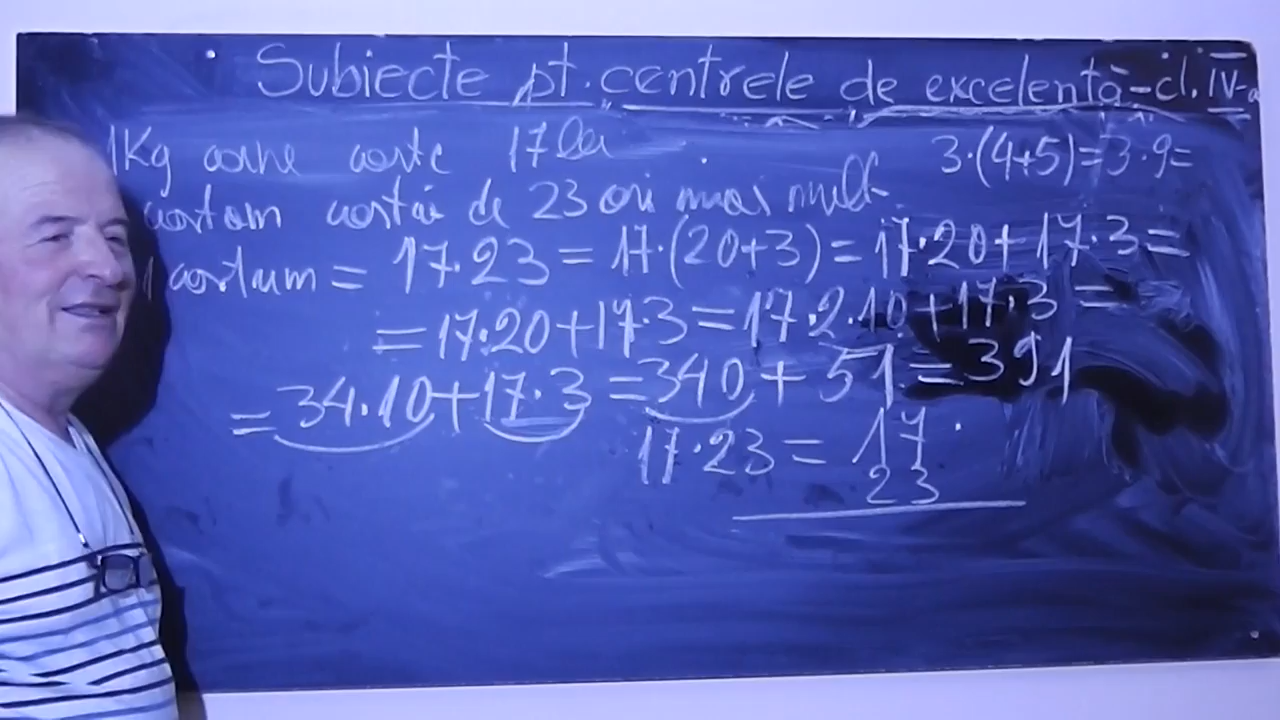 Subiecte pt. centrele de excelență-cl. IV-a
1Kg carne coste 17 lei
3·(4+5)=3·9=
costum costă de 23 ori mai mult.
1 costum = 17·23 = 17·(20+3) = 17·20+17·3 =
= 17·20+17·3 = 17·2·10+17·3 =
= 34·10+17·3 = 340 + 51 = 391
17·23 = 17 ·
23